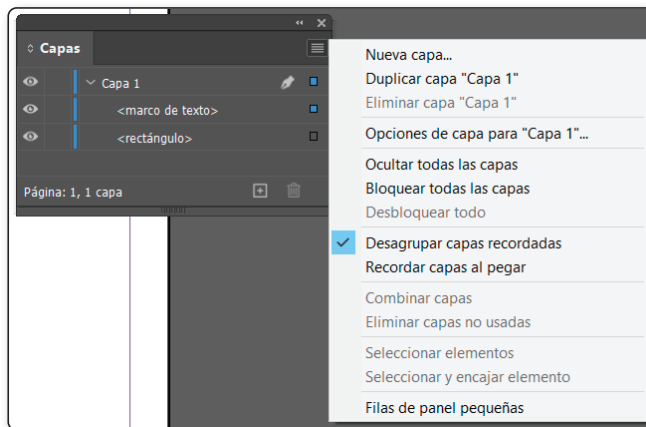 Capas
Capa 1
<marco de texto>
<rectángulo>
Página: 1, 1 capa
Nueva capa...
Duplicar capa "Capa 1"
Eliminar capa "Capa 1"
Opciones de capa para "Capa 1"...
Ocultar todas las capas
Bloquear todas las capas
Desbloquear todo
Desagrupar capas recordadas
Recordar capas al pegar
Combinar capas
Eliminar capas no usadas
Seleccionar elementos
Seleccionar y encajar elemento
Filas de panel pequeñas